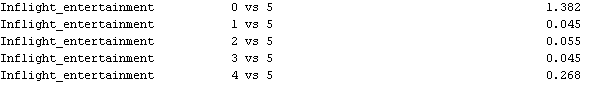 Inflight_entertainment 0 vs 5 1.382
Inflight_entertainment 1 vs 5 0.045
Inflight_entertainment 2 vs 5 0.055
Inflight_entertainment 3 vs 5 0.045
Inflight_entertainment 4 vs 5 0.268